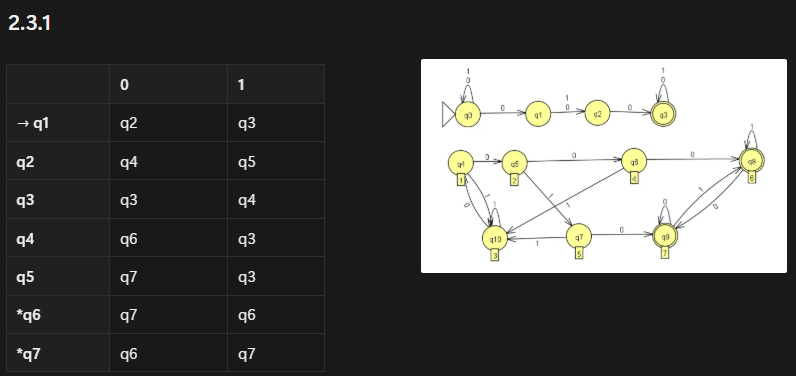 2.3.1
0 1
→ q1 q2 q3
q2 q4 q5
q3 q3 q4
q4 q6 q3
q5 q7 q3
*q6 q7 q6
*q7 q6 q7
1 1
0 1 0
q0 0 q1 0 q2 0 q3
1
q4 0 q5 0 q6 0 q8
1 2 4 6
0 1 1 1 1 0 1 0
q10 1 q7 0 q9
3 5 7